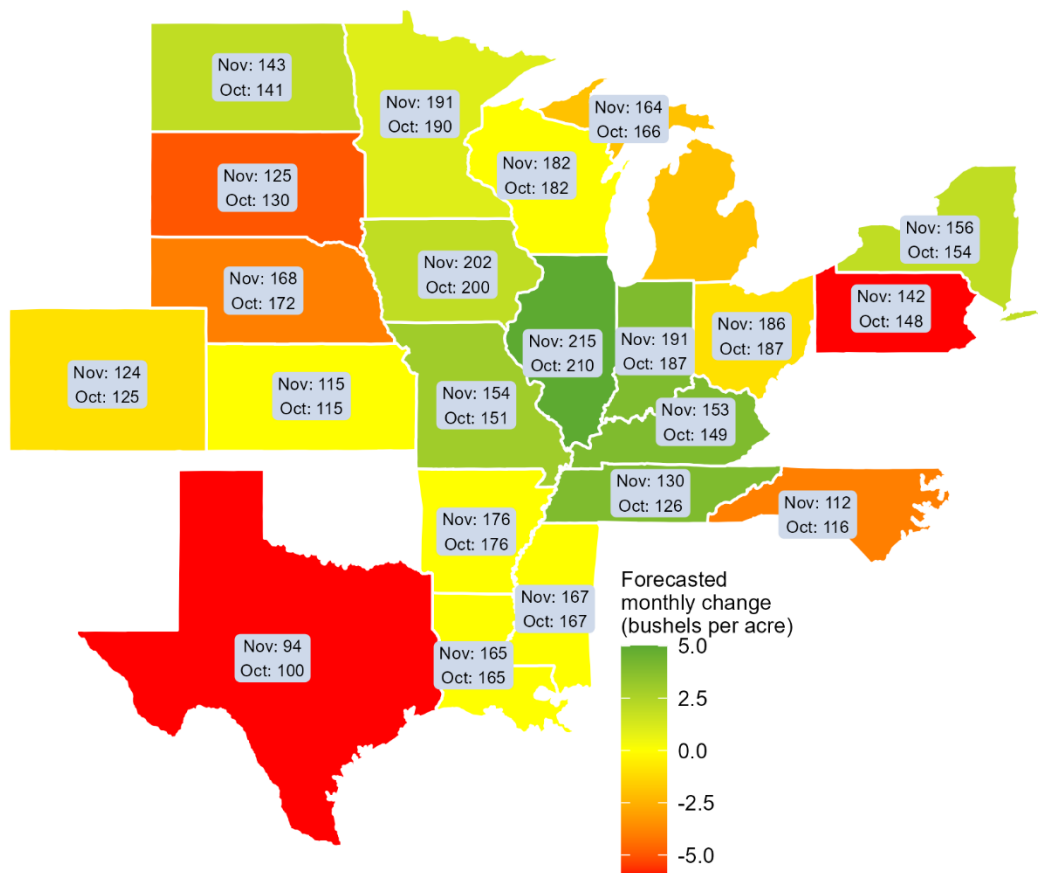 Nov: 143
Oct: 141
Nov: 191
Oct: 190
Nov: 164
Oct: 166
Nov: 182
Oct: 182
Nov: 125
Oct: 130
Nov: 156
Oct: 154
Nov: 202
Oct: 200
Nov: 168
Oct: 172
Nov: 142
Oct: 148
Nov: 186
Oct: 187
Nov: 215
Oct: 210
Nov: 191
Oct: 187
Nov: 124
Oct: 125
Nov: 115
Oct: 115
Nov: 154
Oct: 151
Nov: 153
Oct: 149
Nov: 130
Oct: 126
Nov: 112
Oct: 116
Nov: 176
Oct: 176
Nov: 167
Oct: 167
Nov: 94
Oct: 100
Nov: 165
Oct: 165
Forecasted
monthly change
(bushels per acre)
5.0
2.5
0.0
-2.5
-5.0